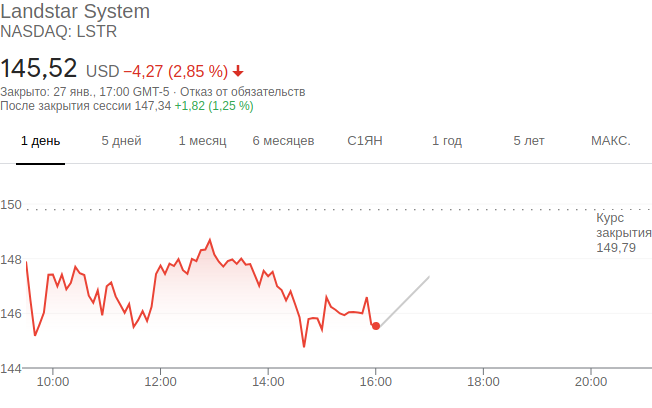 Landstar System
NASDAQ: LSTR
145,52 USD −4,27 (2,85 %)
Закрыто: 27 янв., 17:00 GMT-5 · Отказ от обязательств
После закрытия сессии 147,34 +1,82 (1,25 %)
1 день 5 дней 1 месяц 6 месяцев С1ЯН 1 год 5 лет МАКС.
150
Курс
закрытия
149,79
148
146
144
10:00 12:00 14:00 16:00 18:00 20:00